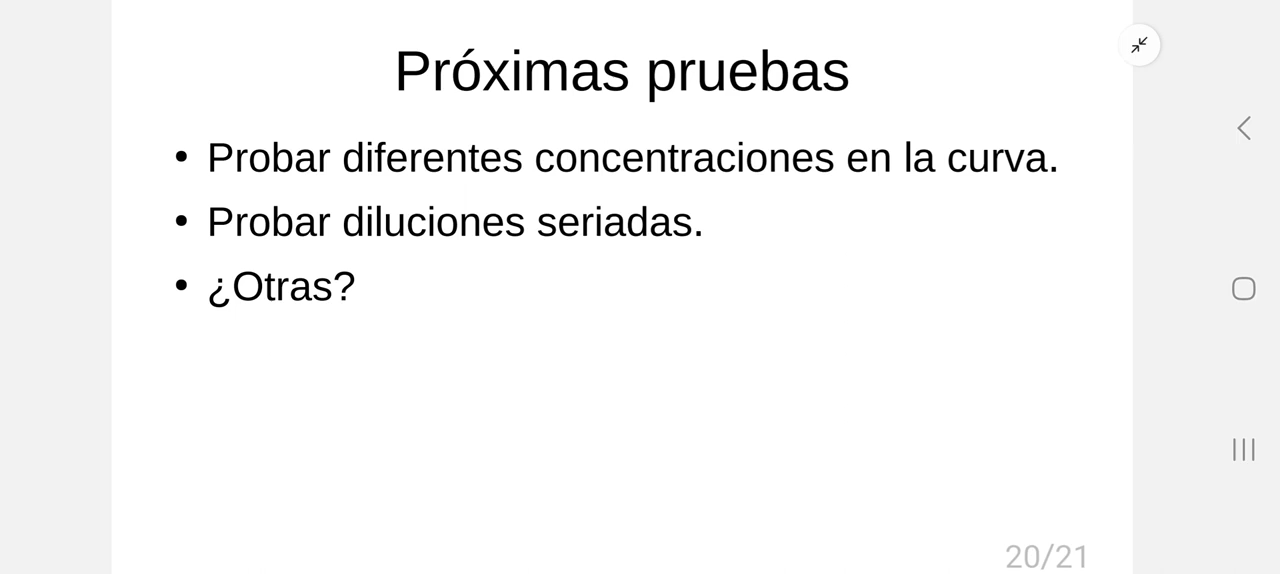 Próximas pruebas
• Probar diferentes concentraciones en la curva.
• Probar diluciones seriadas.
• ¿Otras?
20/21